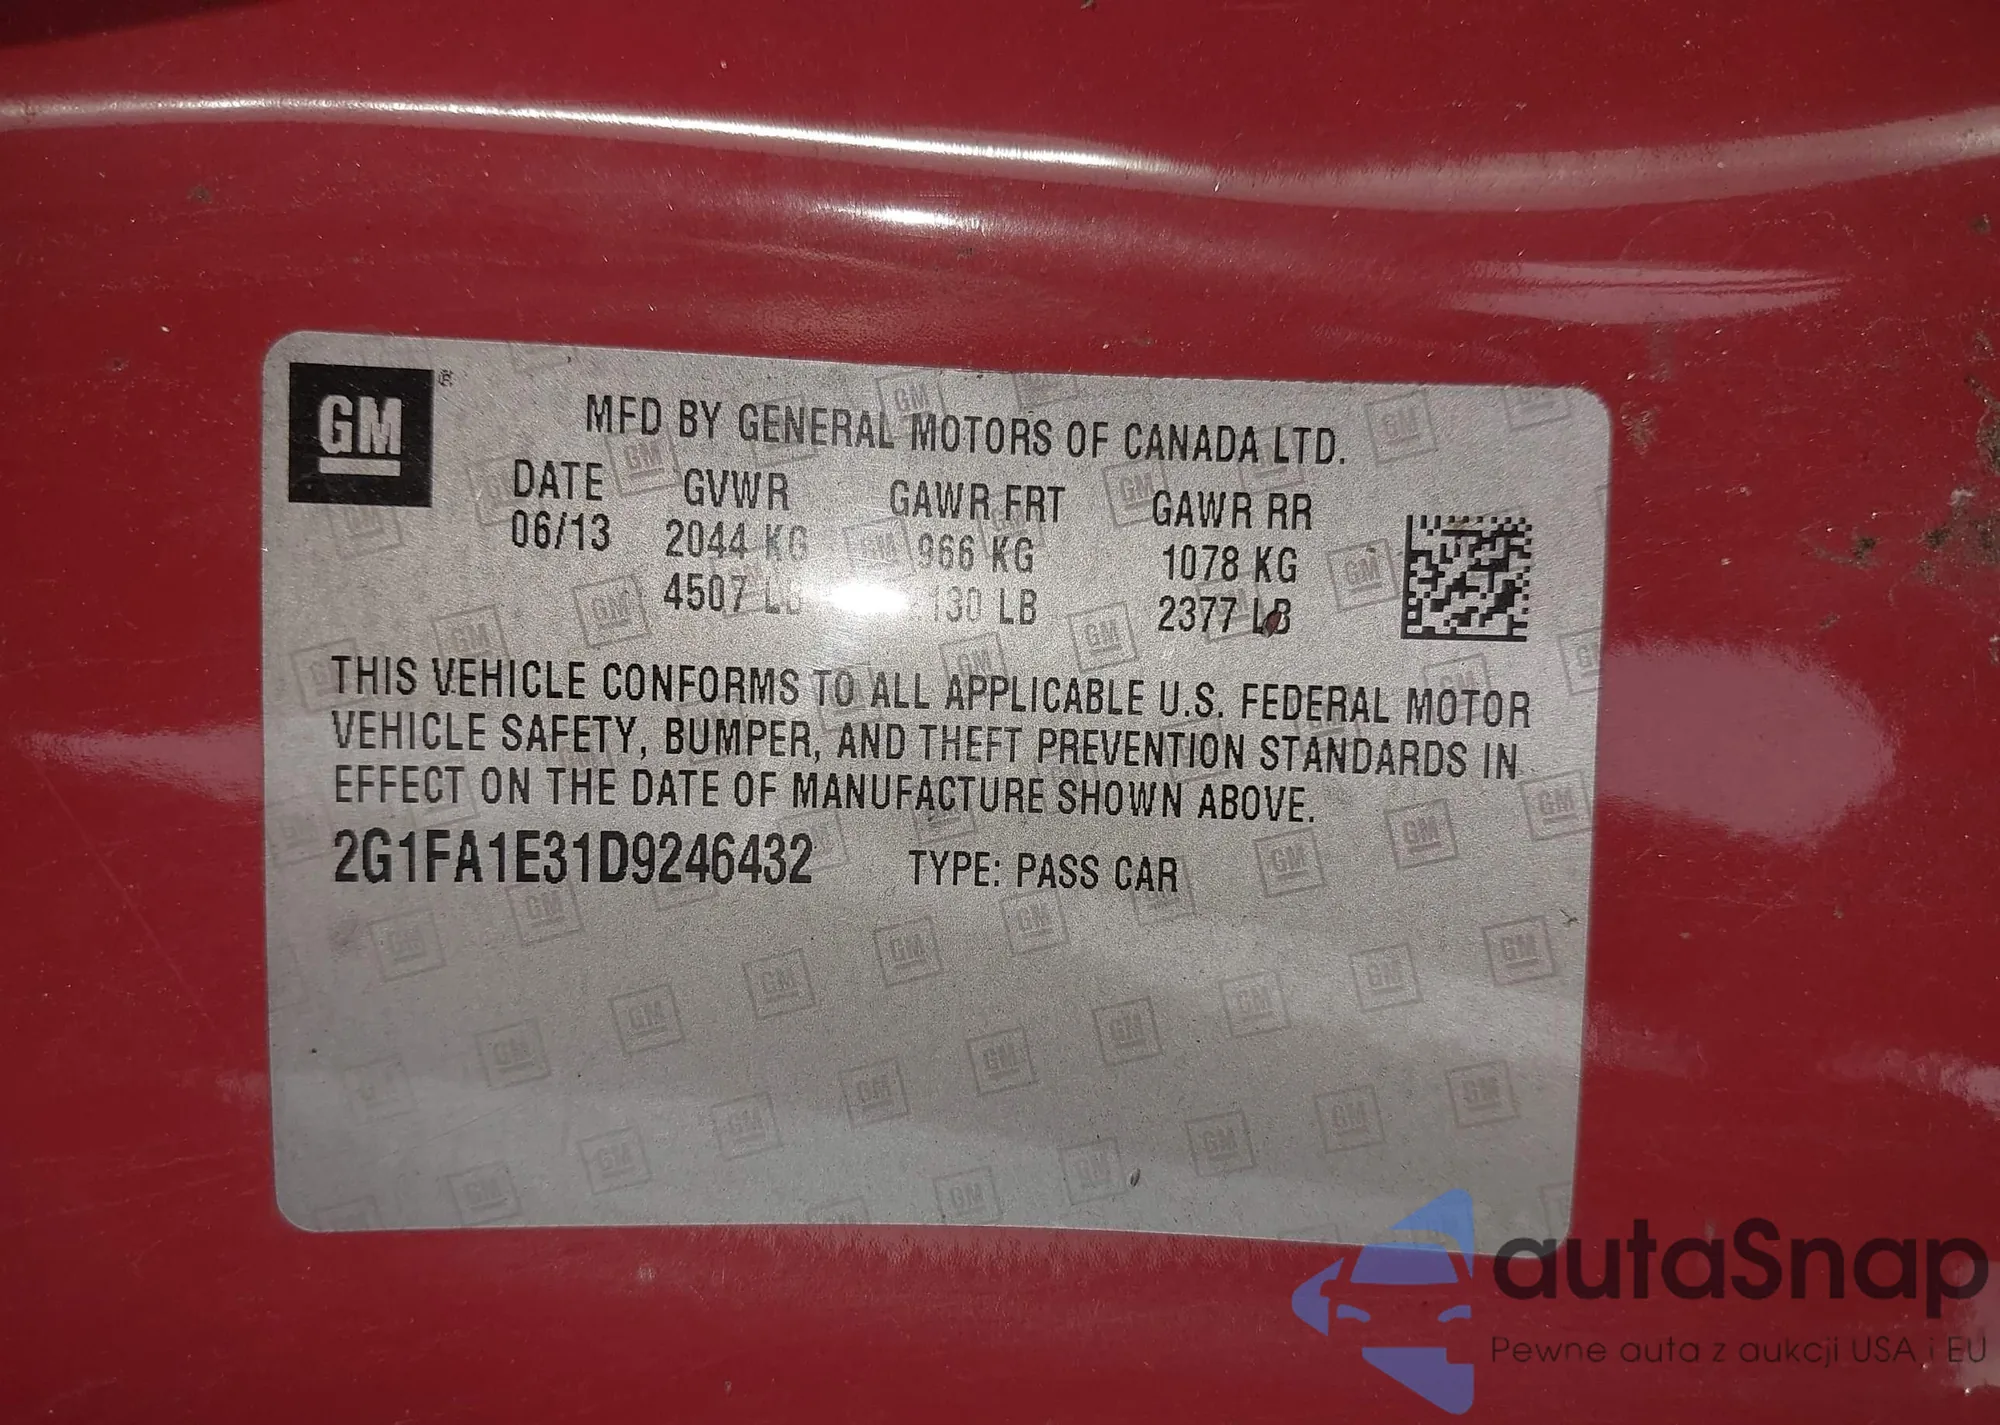 GM
MFD BY GENERAL MOTORS OF CANADA LTD.
DATE GVWR GAWR FRT GAWR RR
06/13 2044 KG 966 KG 1078 KG
4507 LB LB 2377 LB
THIS VEHICLE CONFORMS TO ALL APPLICABLE U.S. FEDERAL MOTOR
VEHICLE SAFETY, BUMPER, AND THEFT PREVENTION STANDARDS IN
EFFECT ON THE DATE OF MANUFACTURE SHOWN ABOVE.
2G1FA1E31D9246432 TYPE: PASS CAR
autaSnap
Pewne auta z aukcji USA i EU